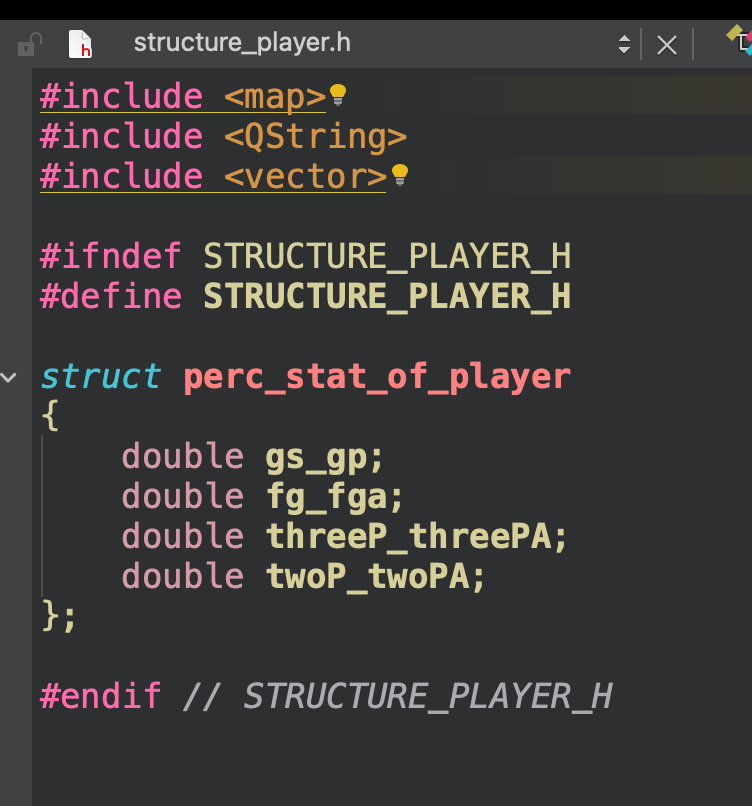 structure_player.h
#include <map>
#include <QString>
#include <vector>
#ifndef STRUCTURE_PLAYER_H
#define STRUCTURE_PLAYER_H
struct perc_stat_of_player
{
    double gs_gp;
    double fg_fga;
    double threeP_threePA;
    double twoP_twoPA;
};
#endif // STRUCTURE_PLAYER_H